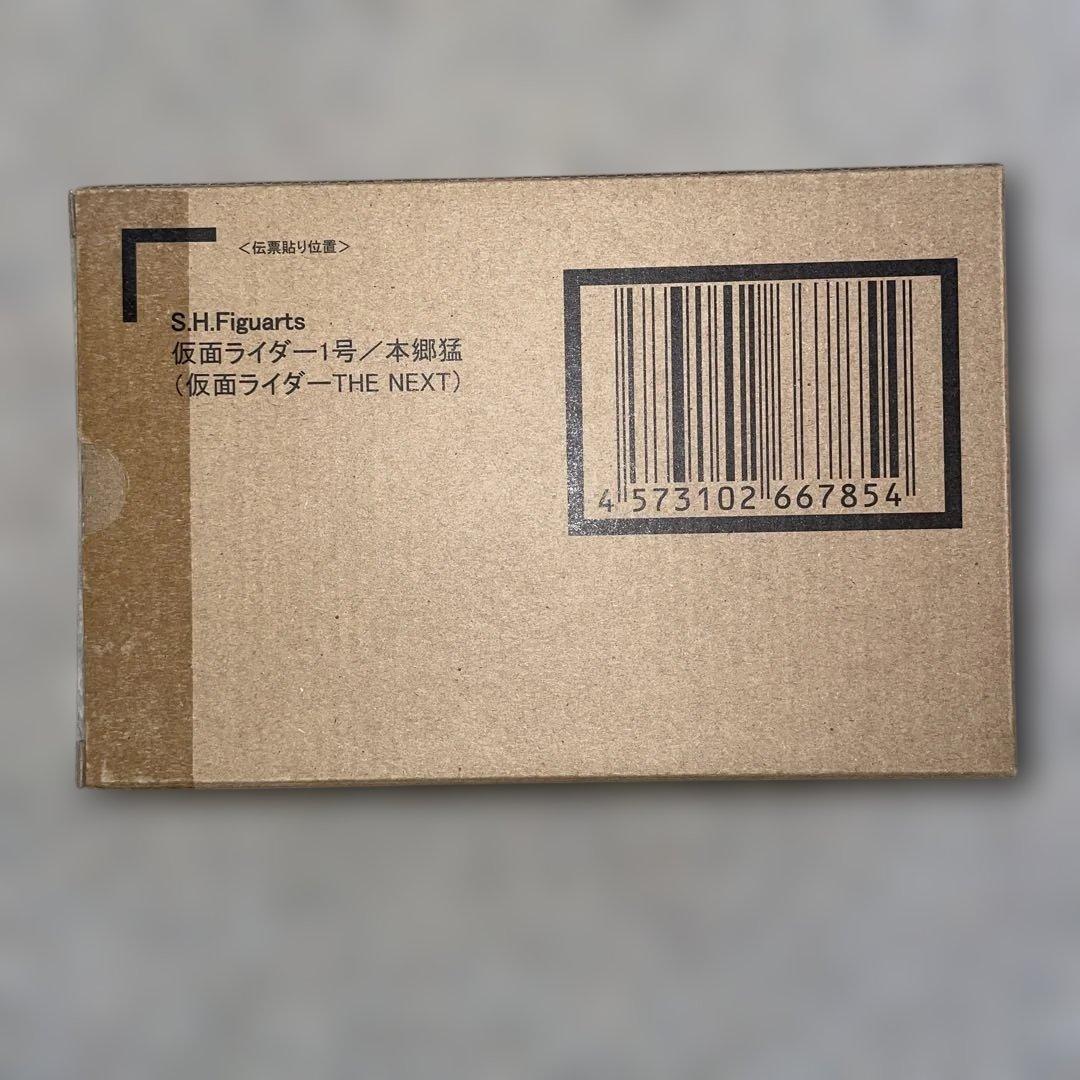 <伝票貼り位置>
S.H.Figuarts
仮面ライダー1号／本郷猛
（仮面ライダーTHE NEXT）
4 573102 667854